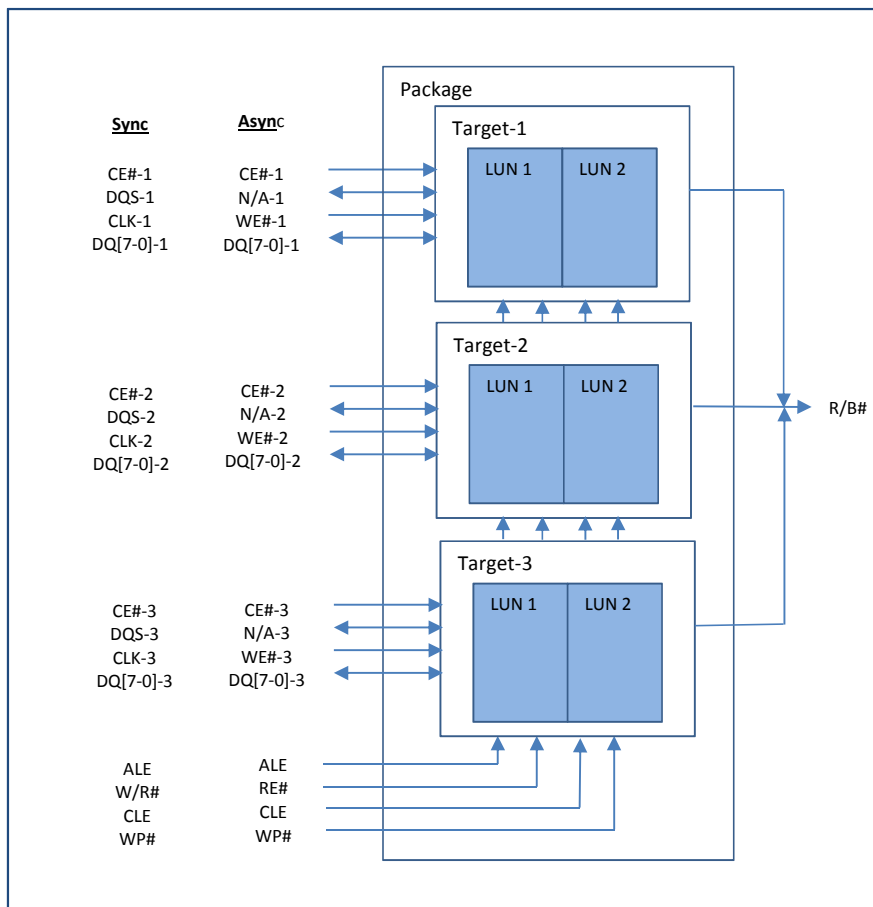 Package
Sync Async
Target-1
LUN 1 LUN 2
CE#-1 CE#-1
DQS-1 N/A-1
CLK-1 WE#-1
DQ[7-0]-1 DQ[7-0]-1
Target-2
LUN 1 LUN 2
CE#-2 CE#-2
DQS-2 N/A-2
CLK-2 WE#-2
DQ[7-0]-2 DQ[7-0]-2
R/B#
Target-3
LUN 1 LUN 2
CE#-3 CE#-3
DQS-3 N/A-3
CLK-3 WE#-3
DQ[7-0]-3 DQ[7-0]-3
ALE ALE
W/R# RE#
CLE CLE
WP# WP#